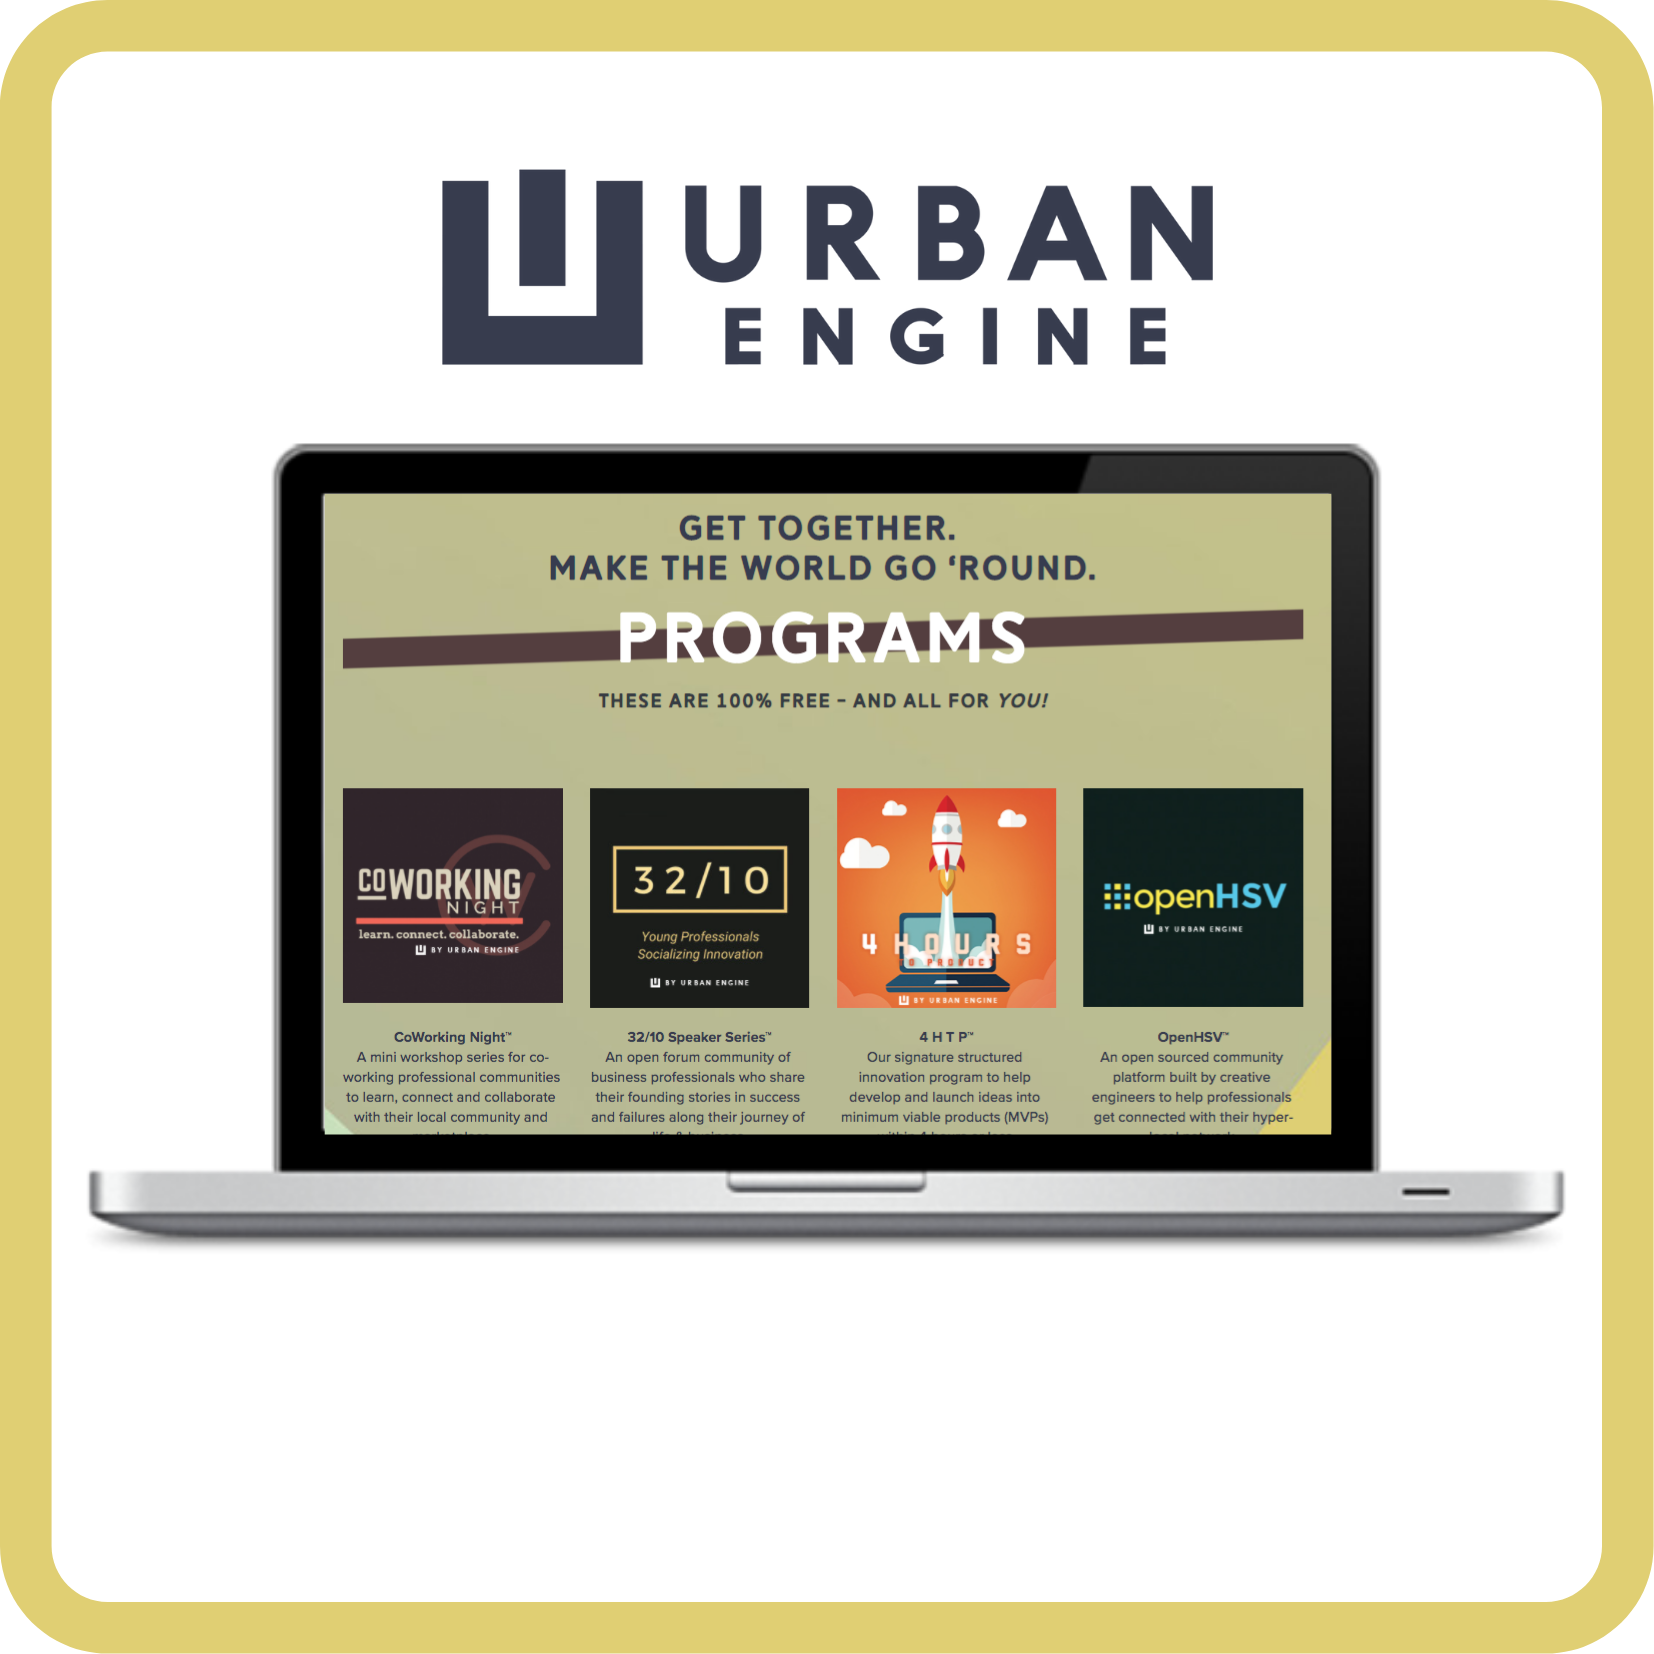 URBAN
ENGINE
GET TOGETHER.
MAKE THE WORLD GO ‘ROUND.
PROGRAMS
THESE ARE 100% FREE – AND ALL FOR YOU!
COWORKING
NIGHT
learn. connect. collaborate.
BY URBAN ENGINE
32/10
Young Professionals
Socializing Innovation
BY URBAN ENGINE
4 HOURS
TO PRODUCT
BY URBAN ENGINE
openHSV
BY URBAN ENGINE
CoWorking Night™
A mini workshop series for co-
working professional communities
to learn, connect and collaborate
with their local community and
32/10 Speaker Series™
An open forum community of
business professionals who share
their founding stories in success
and failures along their journey of
4 H T P™
Our signature structured
innovation program to help
develop and launch ideas into
minimum viable products (MVPs)
OpenHSV™
An open sourced community
platform built by creative
engineers to help professionals
get connected with their hyper-